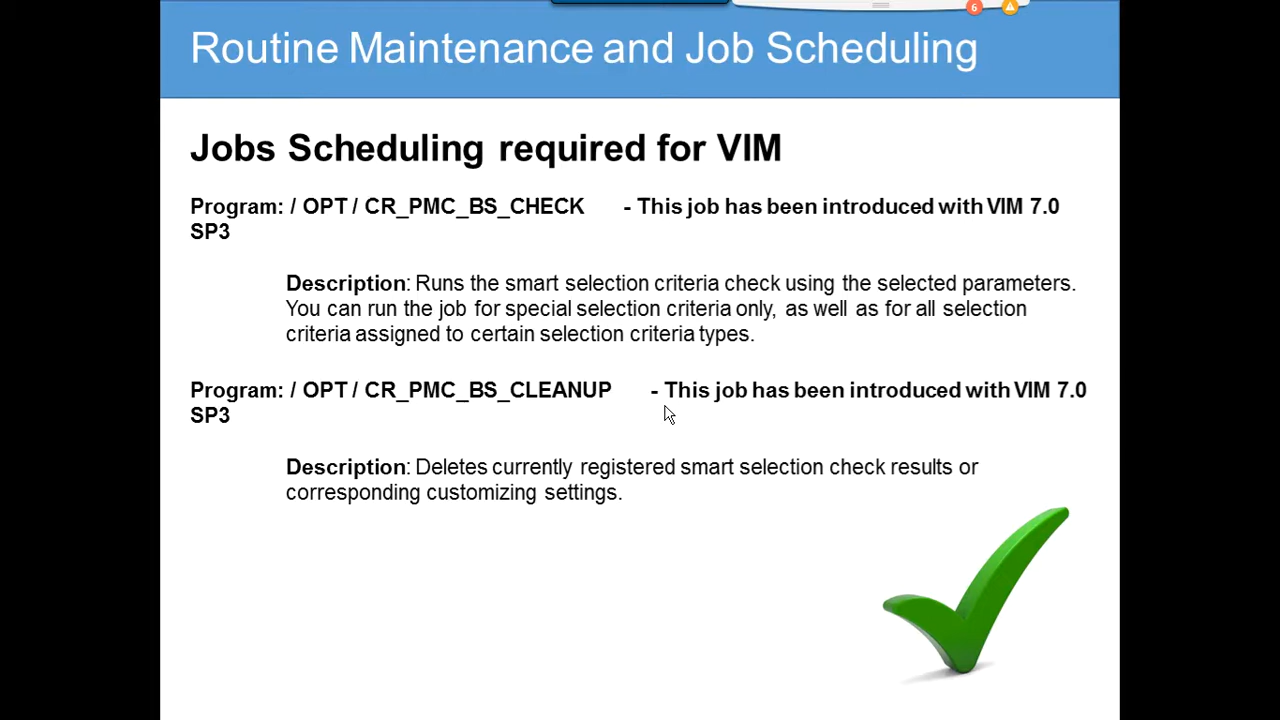 6
Routine Maintenance and Job Scheduling
Jobs Scheduling required for VIM
Program: / OPT / CR_PMC_BS_CHECK - This job has been introduced with VIM 7.0
SP3
Description: Runs the smart selection criteria check using the selected parameters.
You can run the job for special selection criteria only, as well as for all selection
criteria assigned to certain selection criteria types.
Program: / OPT / CR_PMC_BS_CLEANUP - This job has been introduced with VIM 7.0
SP3
Description: Deletes currently registered smart selection check results or
corresponding customizing settings.